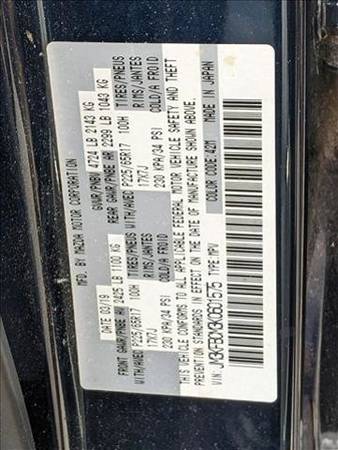 MFD. BY MAZDA MOTOR CORPORATION
DATE 03/19 GVWR/PNBV 4724 LB 2143 KG
FRONT GAWR/PNBE AV 2425 LB 1100 KG REAR GAWR/PNBE AR 2299 LB 1043 KG
WITH/AVEC P225/65R17 100H TIRES/PNEUS WITH/AVEC P225/65R17 100H TIRES/PNEUS
17X7J RIMS/JANTES 17X7J RIMS/JANTES
230 KPA/34 PSI COLD/A FROID 230 KPA/34 PSI COLD/A FROID
THIS VEHICLE CONFORMS TO ALL APPLICABLE FEDERAL MOTOR VEHICLE SAFETY AND THEFT
PREVENTION STANDARDS IN EFFECT ON THE DATE OF MANUFACTURE SHOWN ABOVE.
MADE IN JAPAN
TYPE:MPV COLOR CODE:42M